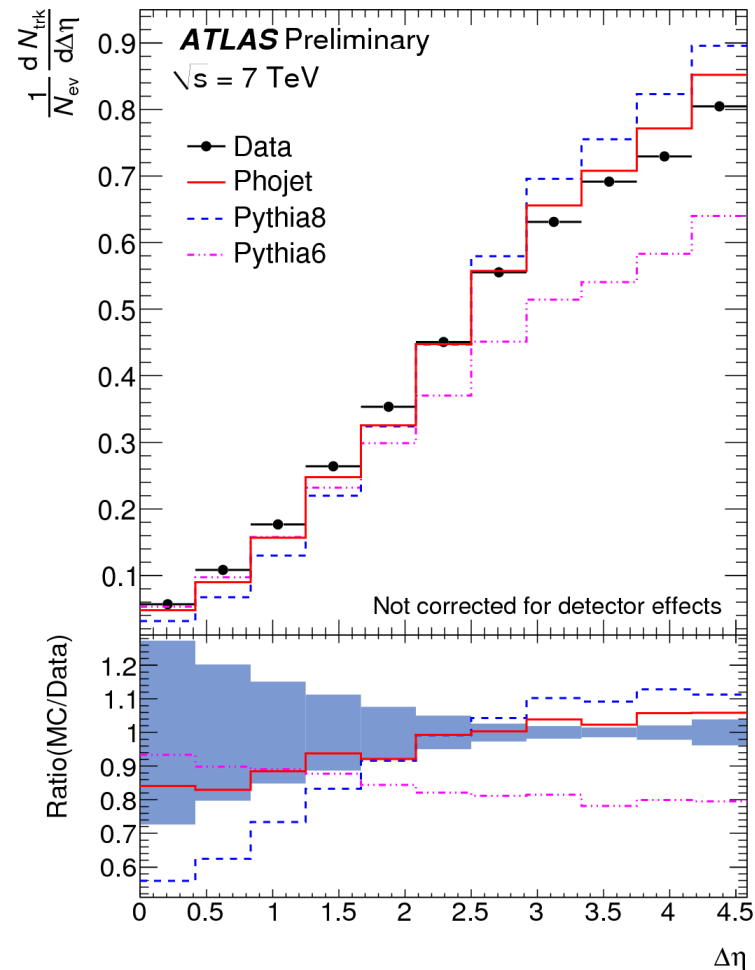 1/N_ev d N_trk/dΔη
ATLAS Preliminary
√s = 7 TeV
Data
Phojet
Pythia8
Pythia6
0.9
0.8
0.7
0.6
0.5
0.4
0.3
0.2
0.1
Not corrected for detector effects
Ratio(MC/Data)
1.2
1.1
1
0.9
0.8
0.7
0.6
0 0.5 1 1.5 2 2.5 3 3.5 4 4.5
Δη